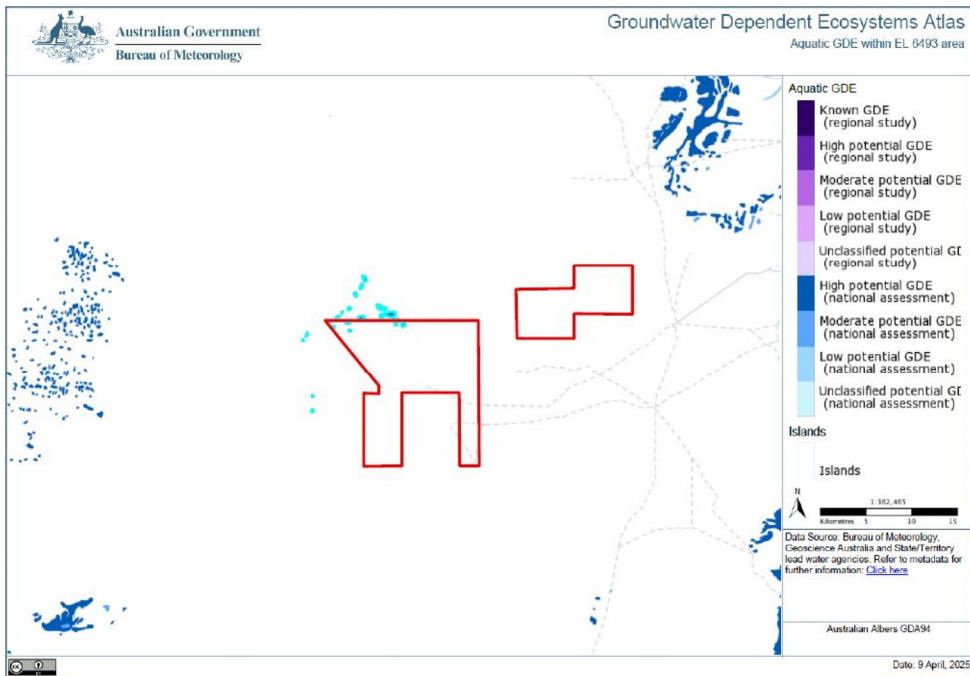 Australian Government
Bureau of Meteorology
Groundwater Dependent Ecosystems Atlas
Aquatic GDE within EL 6493 area
Aquatic GDE
Known GDE
(regional study)
High potential GDE
(regional study)
Moderate potential GDE
(regional study)
Low potential GDE
(regional study)
Unclassified potential GE
(regional study)
High potential GDE
(national assessment)
Moderate potential GDE
(national assessment)
Low potential GDE
(national assessment)
Unclassified potential GE
(national assessment)
Islands
Islands
N
1:362,465
Kilometres 5 10 15
Data Source: Bureau of Meteorology,
Geoscience Australia and State/Territory
lead water agencies. Refer to metadata for
further information: Click here
Australian Albers GDA94
cc
Date: 9 April, 2025